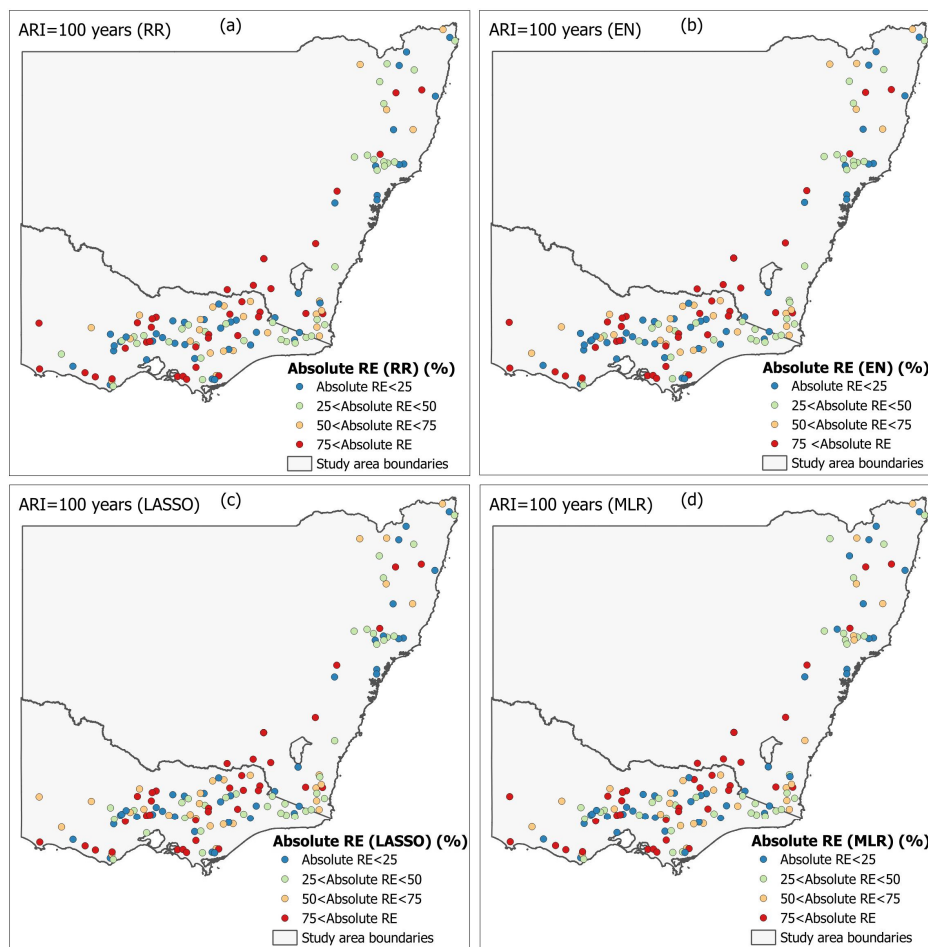 ARI=100 years (RR)
(a)
Absolute RE (RR) (%)
Absolute RE<25
25<Absolute RE<50
50<Absolute RE<75
75<Absolute RE
Study area boundaries
ARI=100 years (EN)
(b)
Absolute RE (EN) (%)
Absolute RE<25
25<Absolute RE<50
50<Absolute RE<75
75 <Absolute RE
Study area boundaries
ARI=100 years (LASSO)
(c)
Absolute RE (LASSO) (%)
Absolute RE<25
25<Absolute RE<50
50<Absolute RE<75
75<Absolute RE
Study area boundaries
ARI=100 years (MLR)
(d)
Absolute RE (MLR) (%)
Absolute RE<25
25<Absolute RE<50
50<Absolute RE<75
75<Absolute RE
Study area boundaries